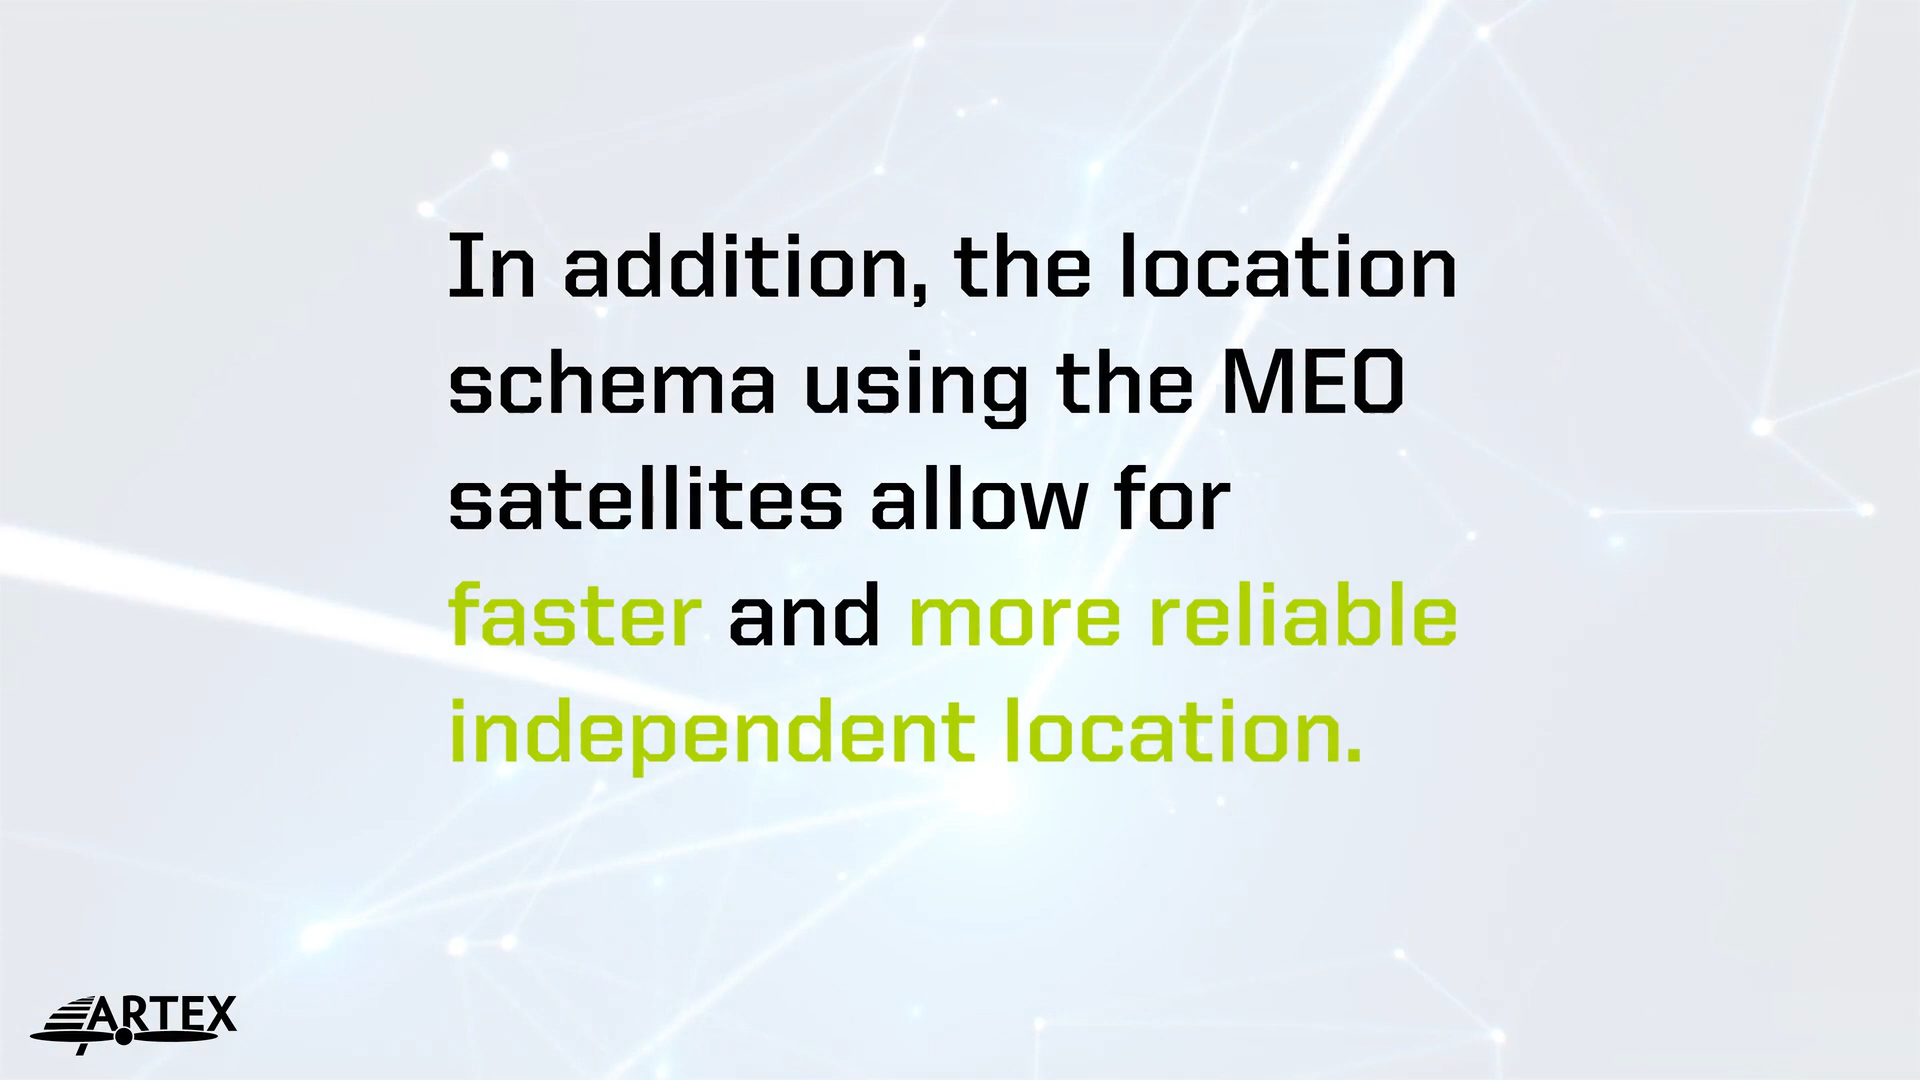 In addition, the location
schema using the MEO
satellites allow for
faster and more reliable
independent location.
ARTEX